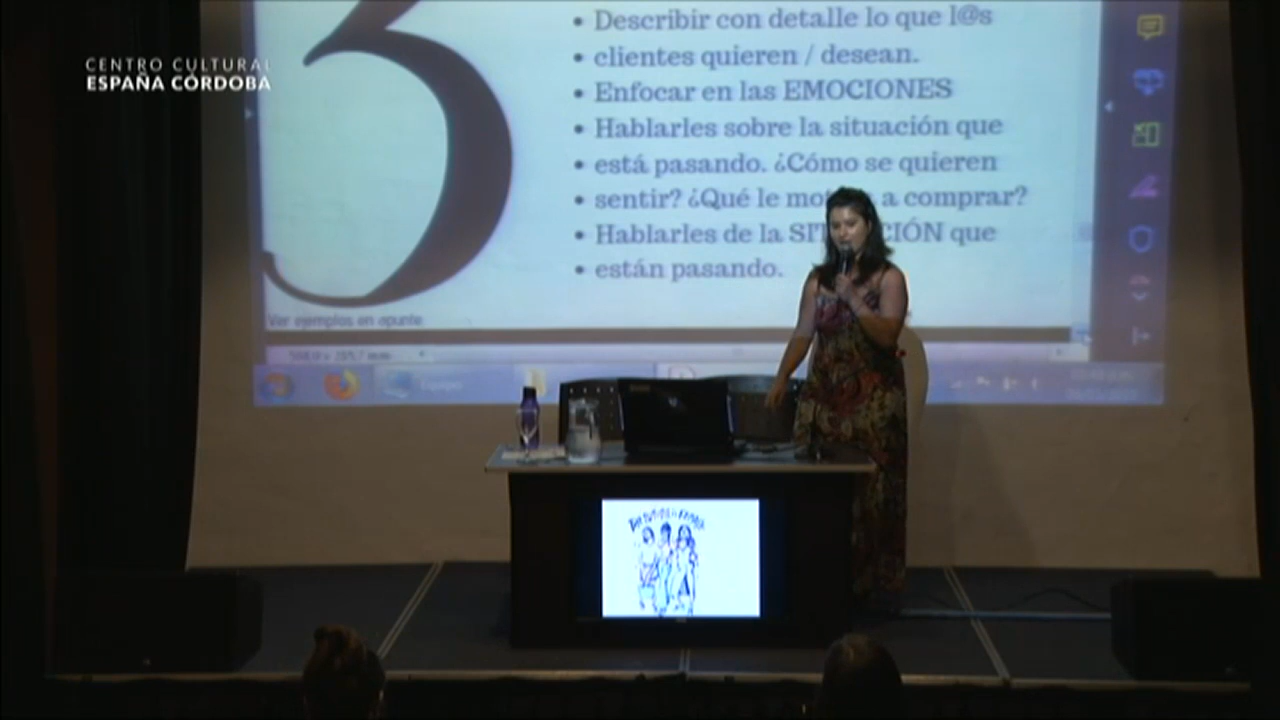 CENTRO CULTURAL
ESPAÑA CÓRDOBA
3
• Describir con detalle lo que l@s
• clientes quieren / desean.
• Enfocar en las EMOCIONES
• Hablarles sobre la situación que
• está pasando. ¿Cómo se quieren
• sentir? ¿Qué le mot a comprar?
• Hablarles de la SIT CIÓN que
• están pasando.
Ver ejemplos en apunte.